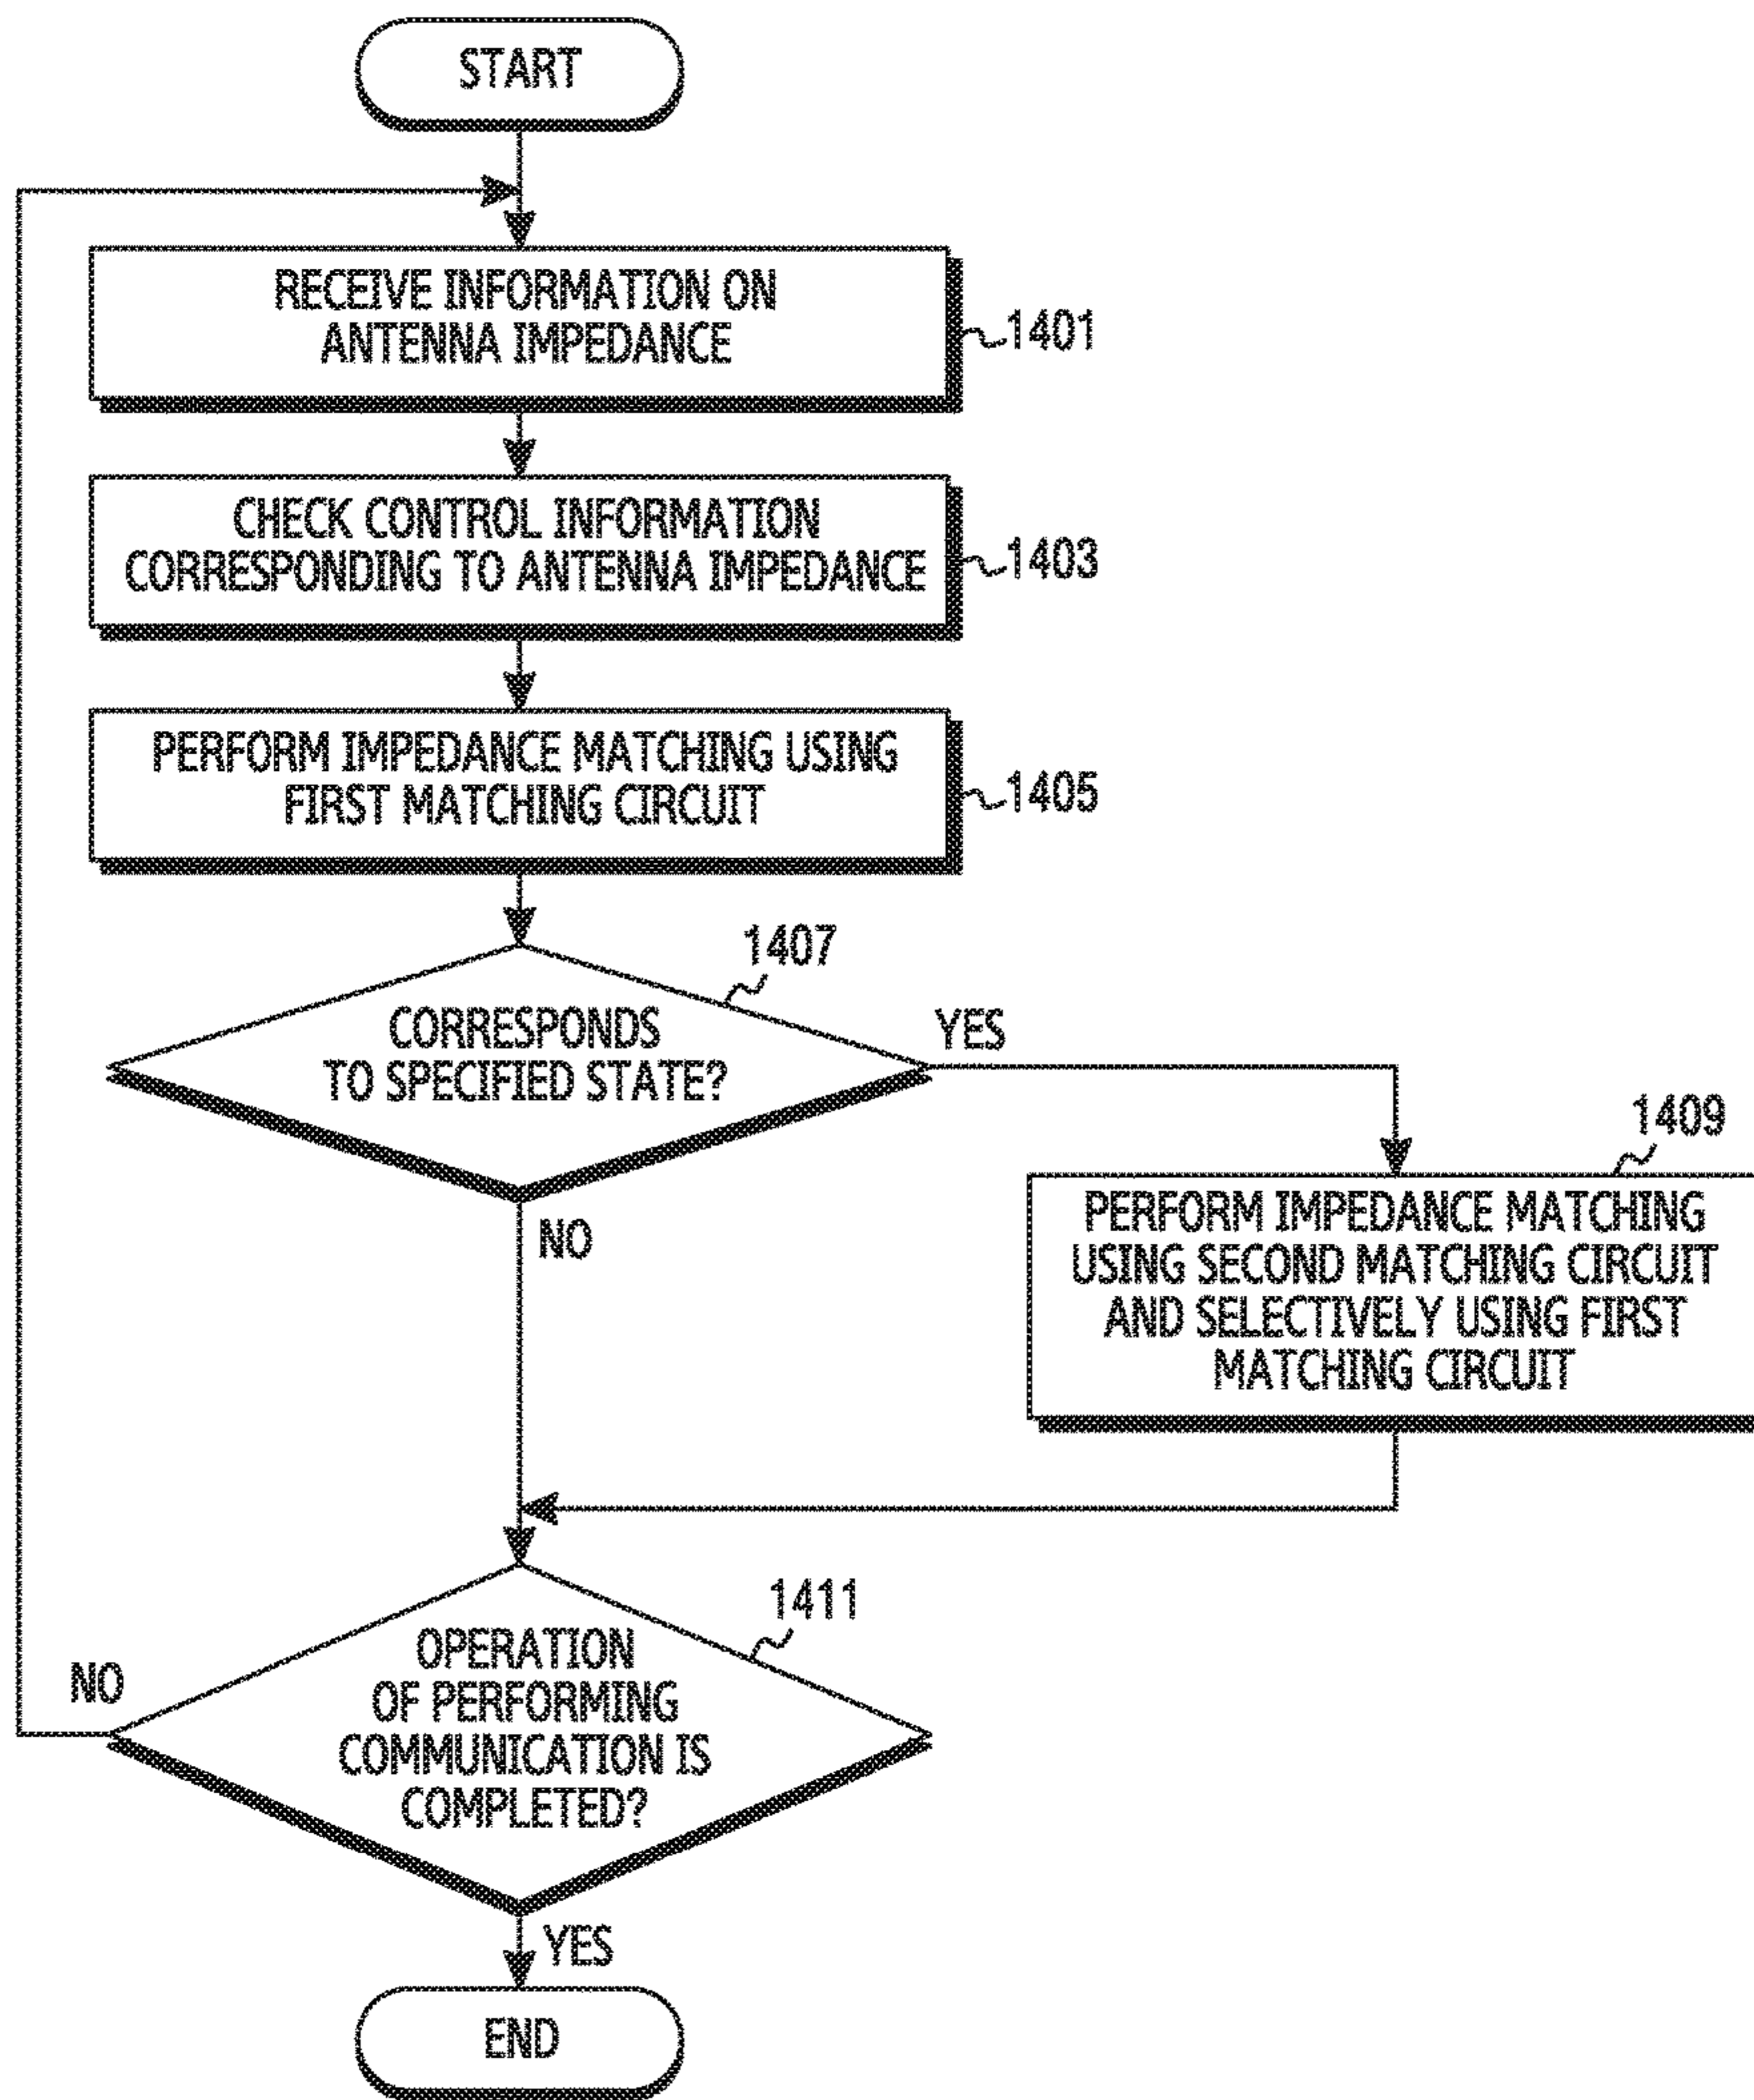 START
RECEIVE INFORMATION ON
ANTENNA IMPEDANCE
1401
CHECK CONTROL INFORMATION
CORRESPONDING TO ANTENNA IMPEDANCE
1403
PERFORM IMPEDANCE MATCHING USING
FIRST MATCHING CIRCUIT
1405
1407
CORRESPONDS
TO SPECIFIED STATE?
YES
NO
1409
PERFORM IMPEDANCE MATCHING
USING SECOND MATCHING CIRCUIT
AND SELECTIVELY USING FIRST
MATCHING CIRCUIT
1411
OPERATION
OF PERFORMING
COMMUNICATION IS
COMPLETED?
NO
YES
END